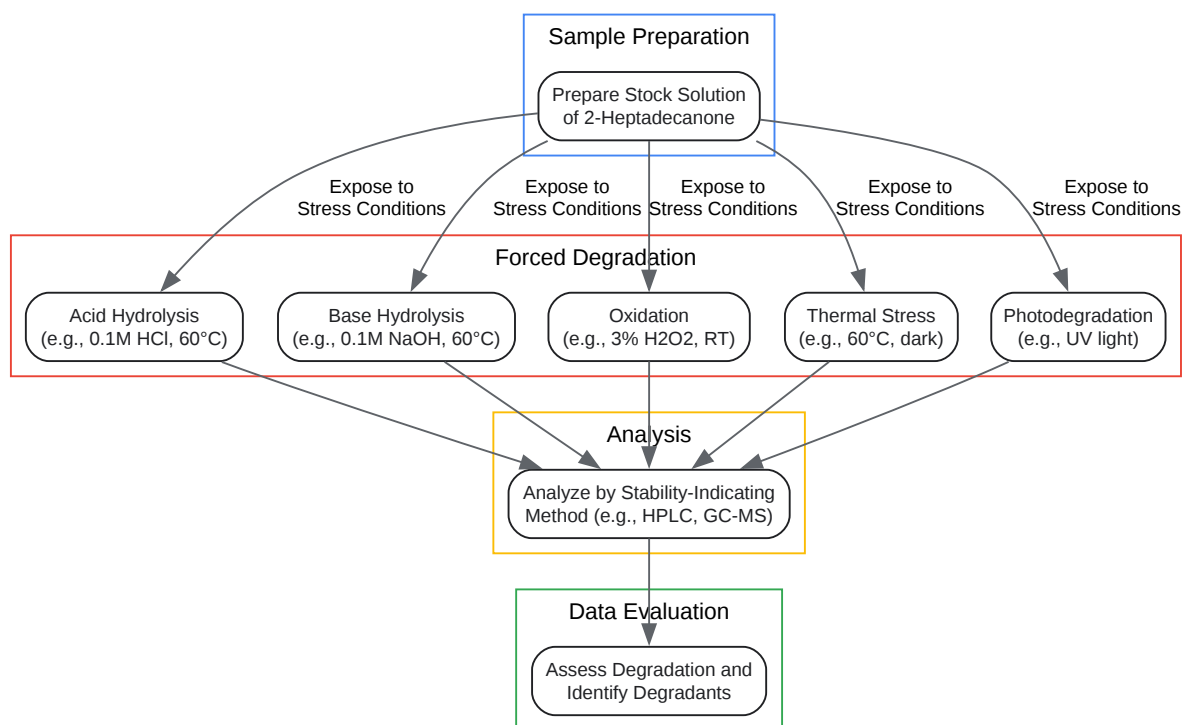 Sample Preparation
Prepare Stock Solution
of 2-Heptadecanone
Expose to
Stress Conditions
Expose to
Stress Conditions
Expose to
Stress Conditions
Expose to
Stress Conditions
Expose to
Stress Conditions
Forced Degradation
Acid Hydrolysis
(e.g., 0.1M HCl, 60°C)
Base Hydrolysis
(e.g., 0.1M NaOH, 60°C)
Oxidation
(e.g., 3% H2O2, RT)
Thermal Stress
(e.g., 60°C, dark)
Photodegradation
(e.g., UV light)
Analysis
Analyze by Stability-Indicating
Method (e.g., HPLC, GC-MS)
Data Evaluation
Assess Degradation and
Identify Degradants